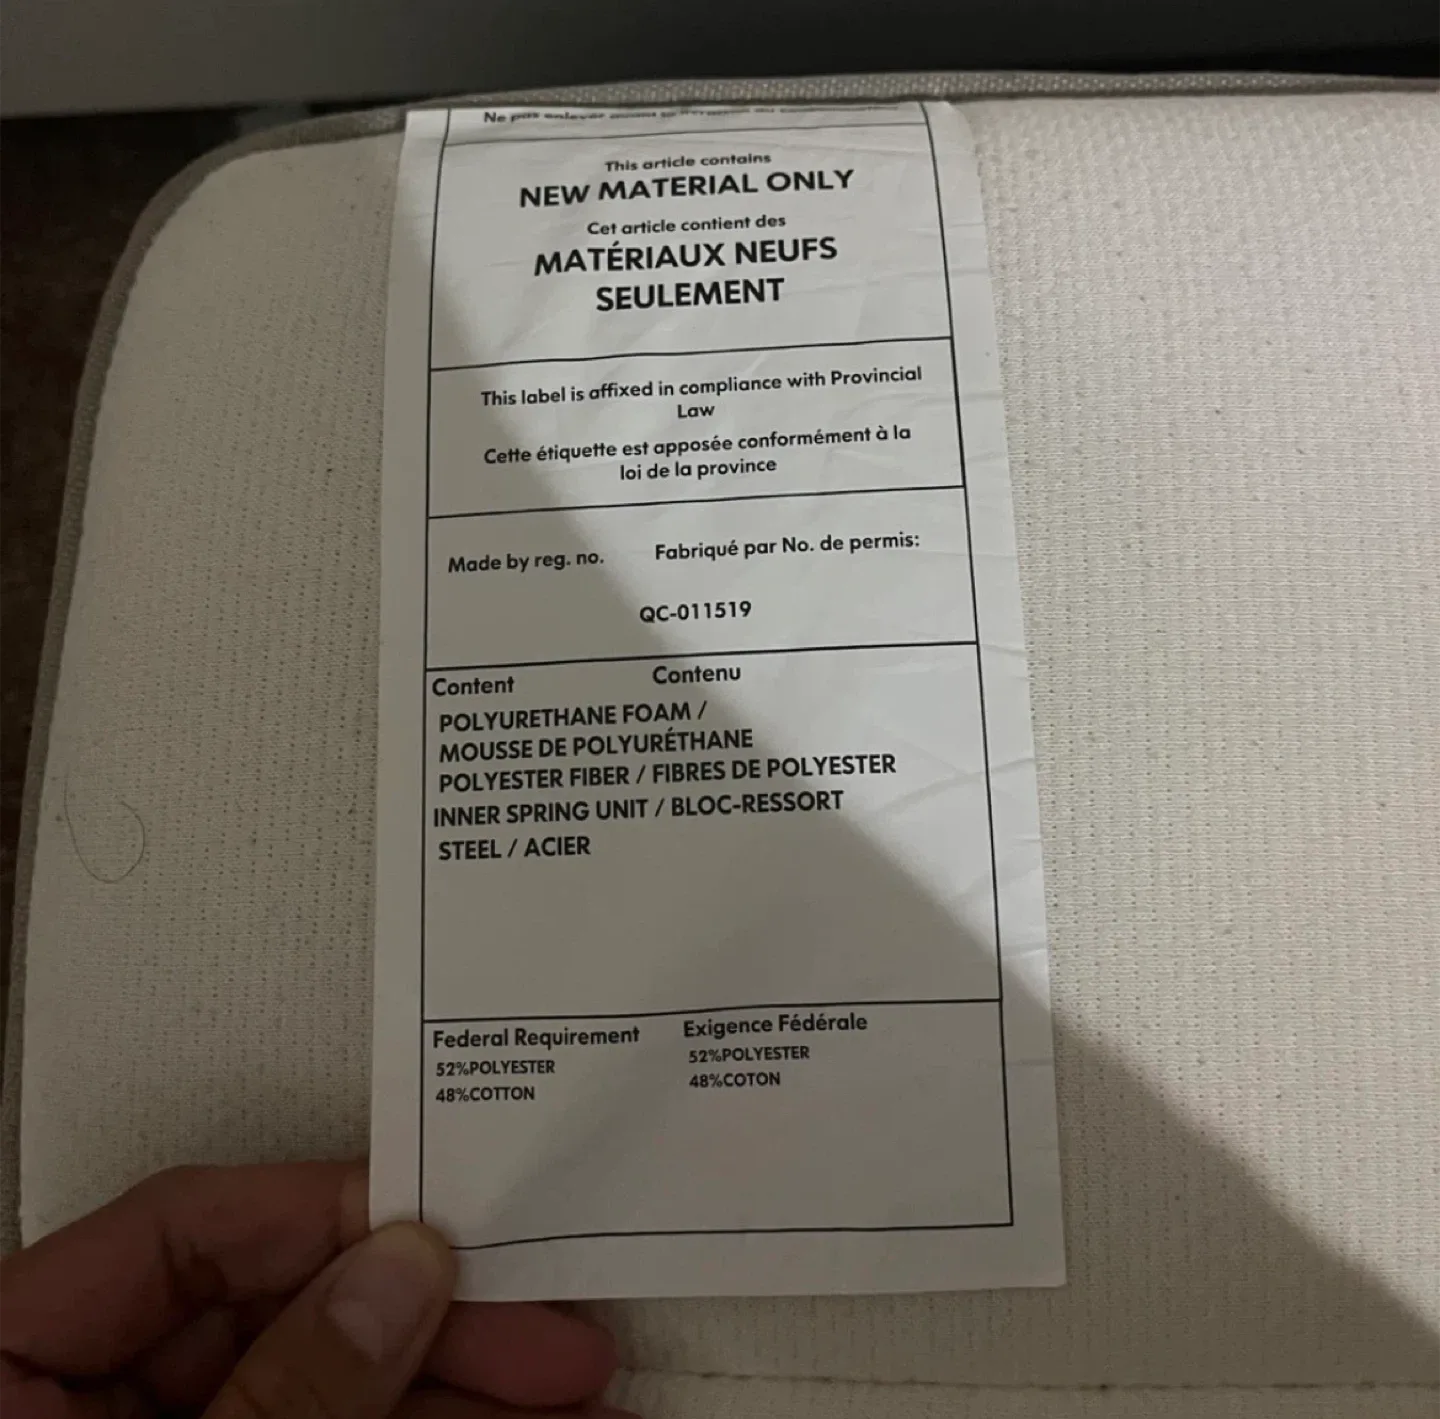 Ne pas enlever
This article contains
NEW MATERIAL ONLY
Cet article contient des
MATÉRIAUX NEUFS
SEULEMENT
This label is affixed in compliance with Provincial
Law
Cette étiquette est apposée conformément à la
loi de la province
Made by reg. no. Fabriqué par No. de permis:
QC-011519
Content Contenu
POLYURETHANE FOAM /
MOUSSE DE POLYURÉTHANE
POLYESTER FIBER / FIBRES DE POLYESTER
INNER SPRING UNIT / BLOC-RESSORT
STEEL / ACIER
Federal Requirement Exigence Fédérale
52%POLYESTER 52%POLYESTER
48%COTTON 48%COTON